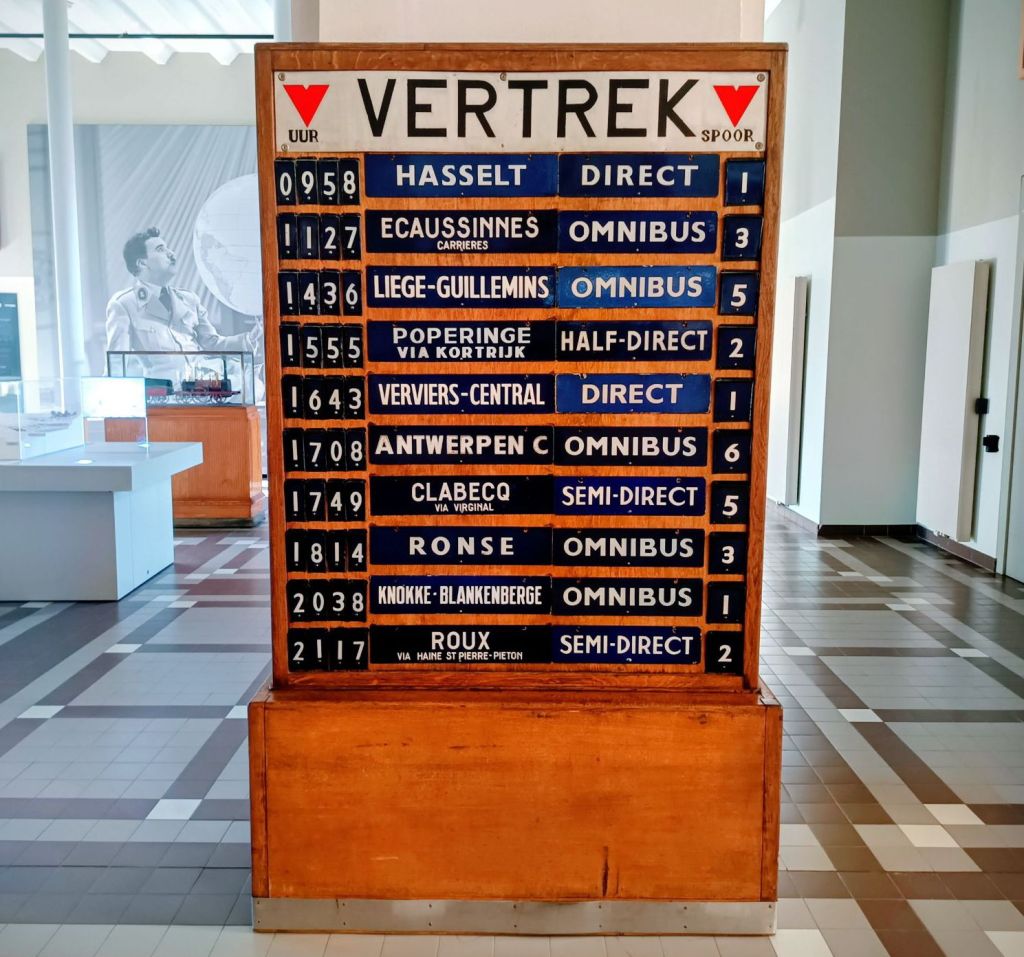 VERTREK
UUR SPOOR
0958 HASSELT DIRECT 1
1127 ECAUSSINNES OMNIBUS 3
CARRIERES
1436 LIEGE-GUILLEMINS OMNIBUS 5
1555 POPERINGE HALF-DIRECT 2
VIA KORTRIJK
1643 VERVIERS-CENTRAL DIRECT 1
1708 ANTWERPEN C OMNIBUS 6
1749 CLABECQ SEMI-DIRECT 5
VIA VIRGINAL
1814 RONSE OMNIBUS 3
2038 KNOKKE-BLANKENBERGE OMNIBUS 1
2117 ROUX SEMI-DIRECT 2
VIA HAINE ST PIERRE-PIETON